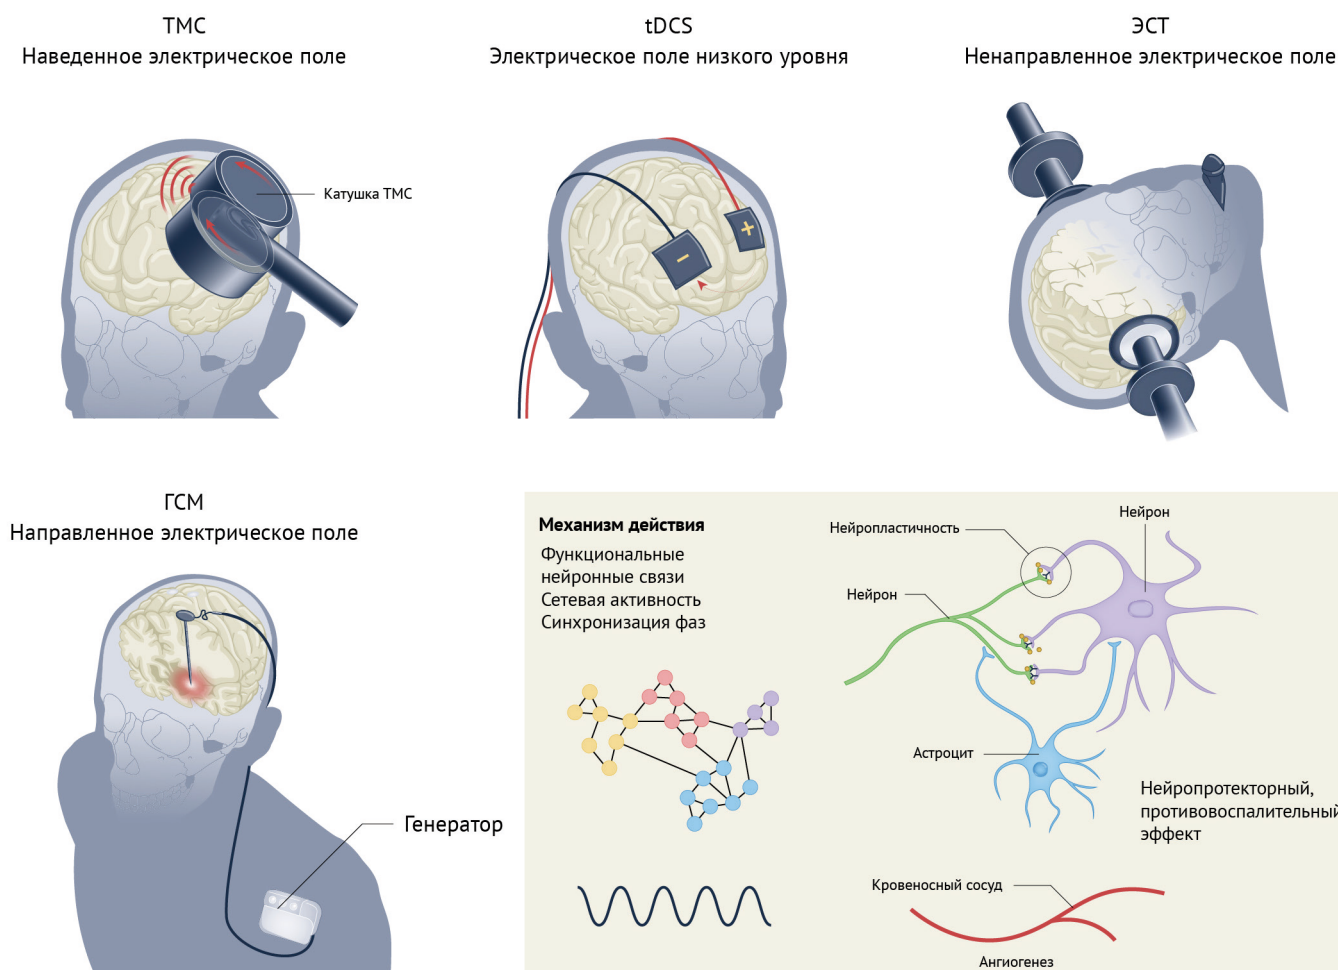 ТМС
Наведенное электрическое поле
Катушка ТМС
tDCS
Электрическое поле низкого уровня
+
-
ЭСТ
Ненаправленное электрическое поле
ГСМ
Направленное электрическое поле
Генератор
Механизм действия
Функциональные
нейронные связи
Сетевая активность
Синхронизация фаз
Нейропластичность
Нейрон
Нейрон
Астроцит
Нейропротекторный,
противовоспалительный
эффект
Кровеносный сосуд
Ангиогенез